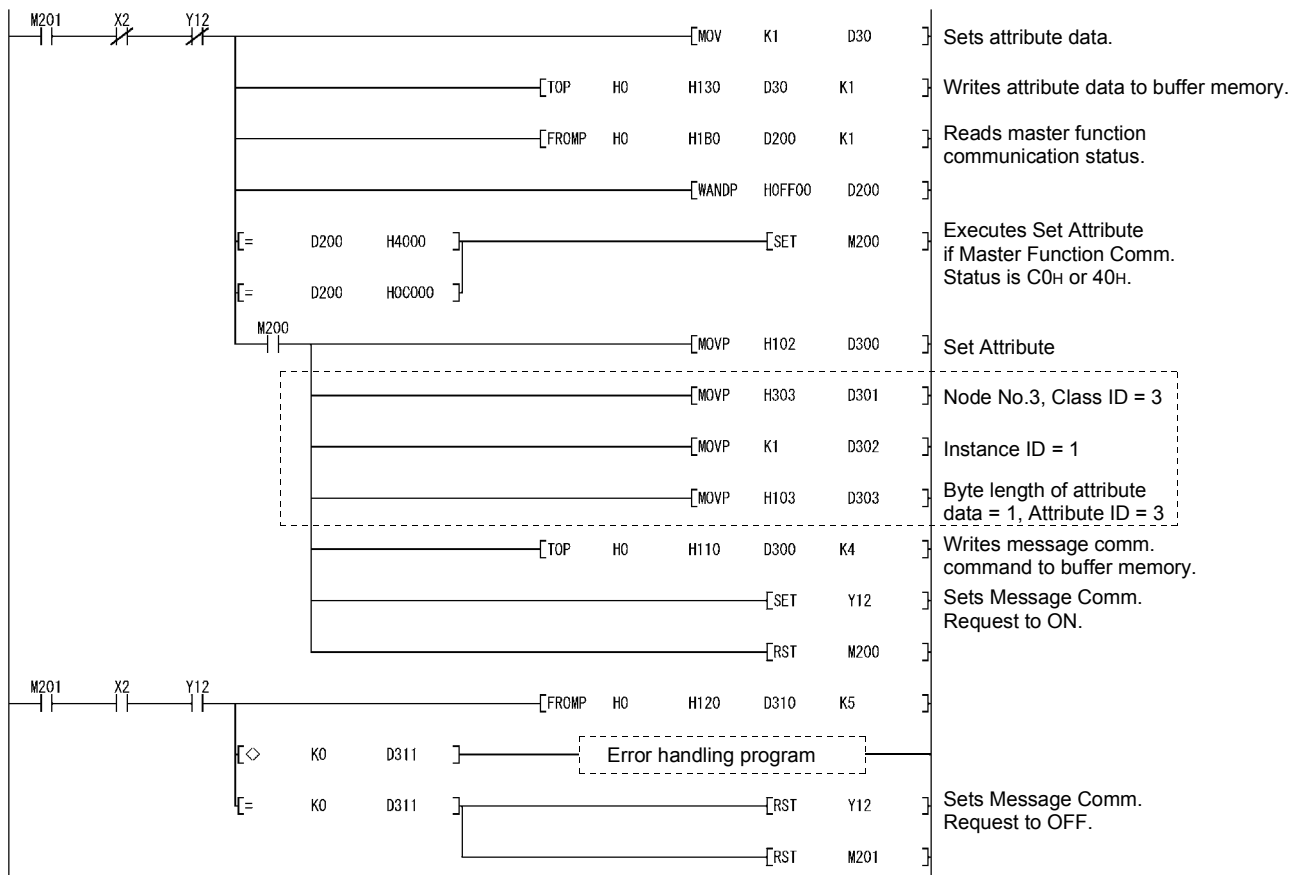 M201 X2 Y12
[MOV K1 D30 ] Sets attribute data.
[TOP H0 H130 D30 K1 ] Writes attribute data to buffer memory.
[FROMP H0 H1B0 D200 K1 ] Reads master function
communication status.
[WANDP H0FF00 D200 ]
[= D200 H4000 ] [SET M200 ] Executes Set Attribute
if Master Function Comm.
Status is C0H or 40H.
[= D200 H0C000 ]
M200
[MOVP H102 D300 ] Set Attribute
[MOVP H303 D301 ] Node No.3, Class ID = 3
[MOVP K1 D302 ] Instance ID = 1
[MOVP H103 D303 ] Byte length of attribute
data = 1, Attribute ID = 3
[TOP H0 H110 D300 K4 ] Writes message comm.
command to buffer memory.
[SET Y12 ] Sets Message Comm.
Request to ON.
[RST M200 ]
M201 X2 Y12
[FROMP H0 H120 D310 K5 ]
[<> K0 D311 ] Error handling program
[= K0 D311 ] [RST Y12 ] Sets Message Comm.
Request to OFF.
[RST M201 ]